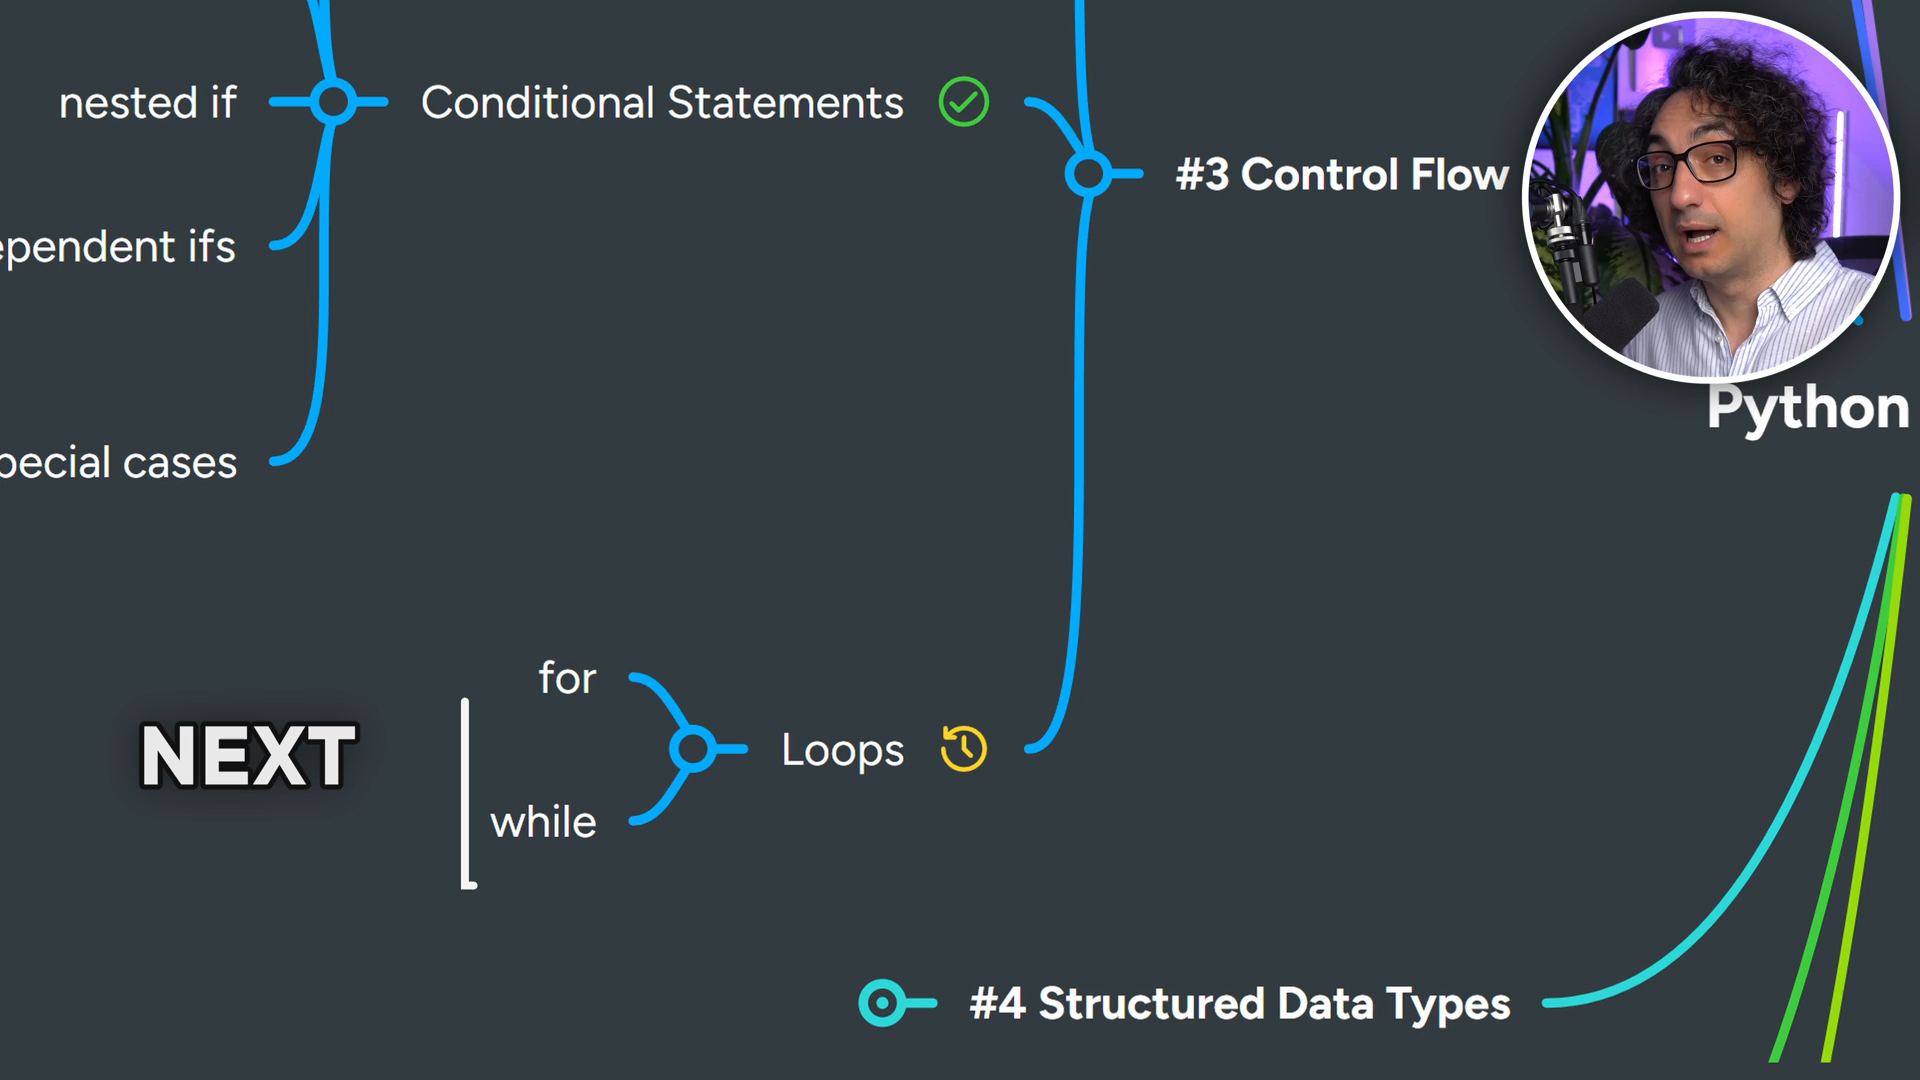 nested if
Conditional Statements
#3 Control Flow
ependent ifs
Python
pecial cases
for
NEXT
Loops
while
#4 Structured Data Types